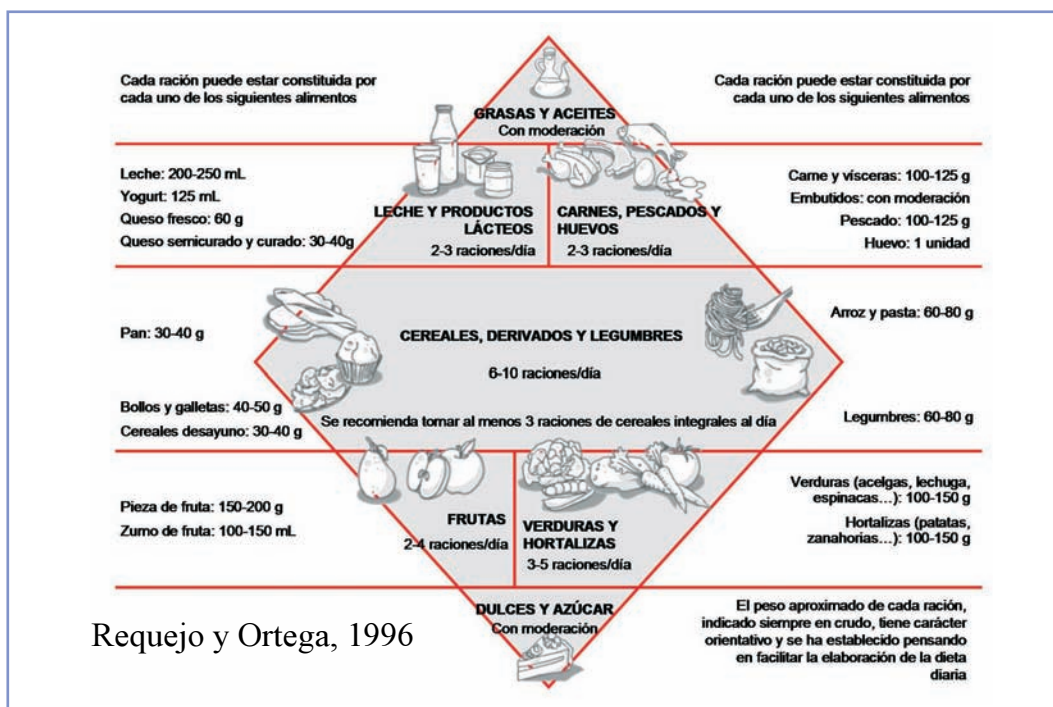 Cada ración puede estar constituida por
cada uno de los siguientes alimentos
Cada ración puede estar constituida por
cada uno de los siguientes alimentos
GRASAS Y ACEITES
Con moderación
Leche: 200-250 mL
Yogurt: 125 mL
Queso fresco: 60 g
Queso semicurado y curado: 30-40g
LECHE Y PRODUCTOS
LÁCTEOS
2-3 raciones/día
CARNES, PESCADOS Y
HUEVOS
2-3 raciones/día
Carne y vísceras: 100-125 g
Embutidos: con moderación
Pescado: 100-125 g
Huevo: 1 unidad
Pan: 30-40 g
Bollos y galletas: 40-50 g
Cereales desayuno: 30-40 g
CEREALES, DERIVADOS Y LEGUMBRES
6-10 raciones/día
Se recomienda tomar al menos 3 raciones de cereales integrales al día
Arroz y pasta: 60-80 g
Legumbres: 60-80 g
Pieza de fruta: 150-200 g
Zumo de fruta: 100-150 mL
FRUTAS
2-4 raciones/día
VERDURAS Y
HORTALIZAS
3-5 raciones/día
Verduras (acelgas, lechuga,
espinacas...): 100-150 g
Hortalizas (patatas,
zanahorias...): 100-150 g
DULCES Y AZÚCAR
Con moderación
Requejo y Ortega, 1996
El peso aproximado de cada ración,
indicado siempre en crudo, tiene carácter
orientativo y se ha establecido pensando
en facilitar la elaboración de la dieta
diaria